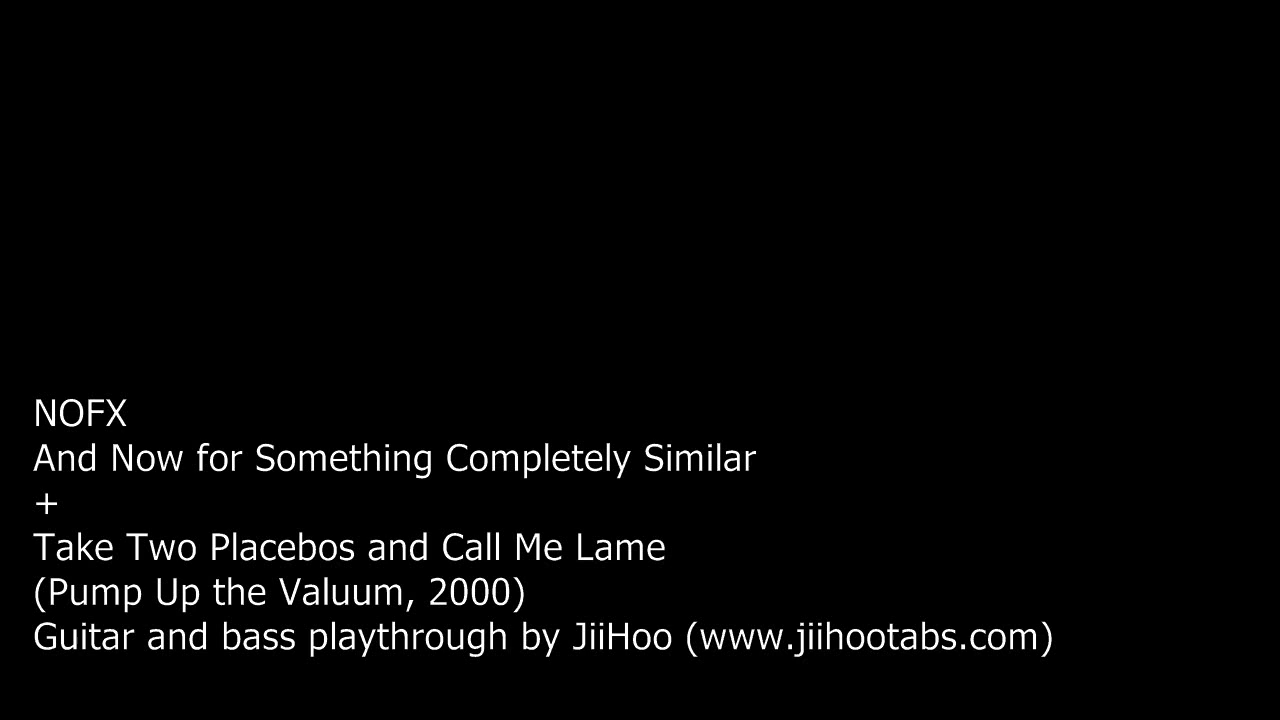 NOFX
And Now for Something Completely Similar
+
Take Two Placebos and Call Me Lame
(Pump Up the Valuum, 2000)
Guitar and bass playthrough by JiiHoo (www.jiihootabs.com)